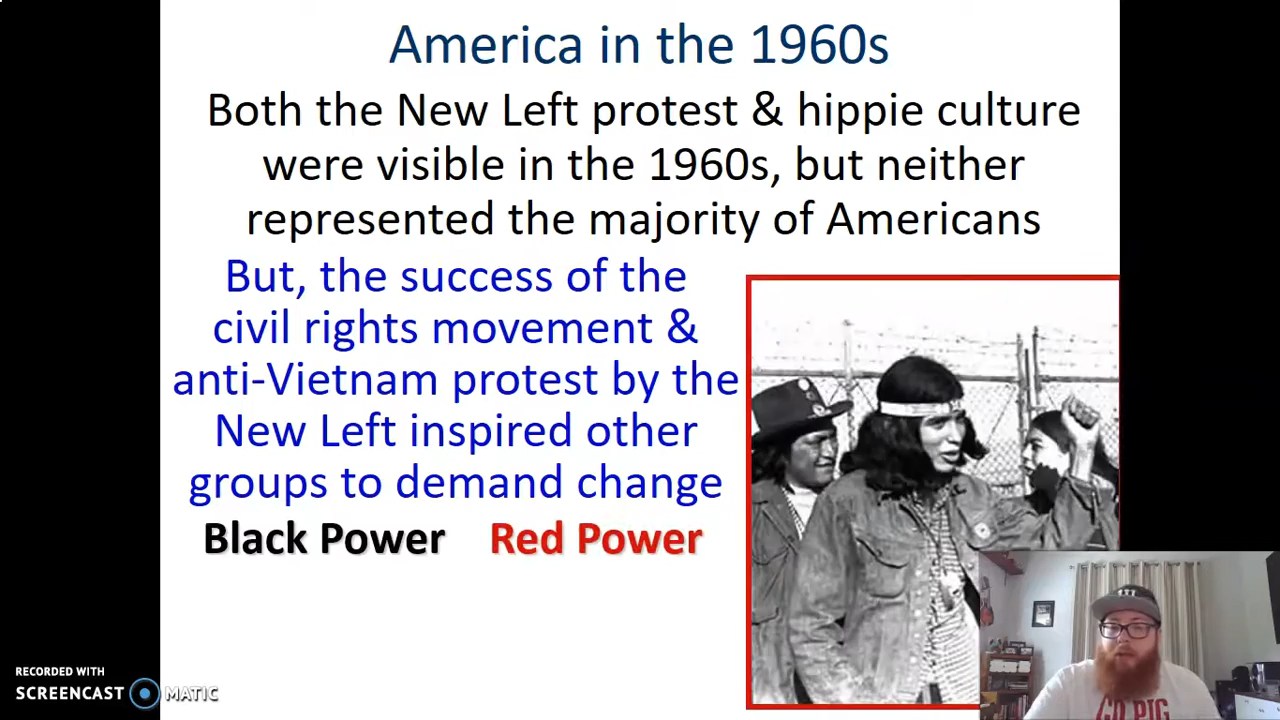 America in the 1960s
Both the New Left protest & hippie culture
were visible in the 1960s, but neither
represented the majority of Americans
But, the success of the
civil rights movement &
anti-Vietnam protest by the
New Left inspired other
groups to demand change
Black Power Red Power
RECORDED WITH
SCREENCAST MATIC
GO PIG